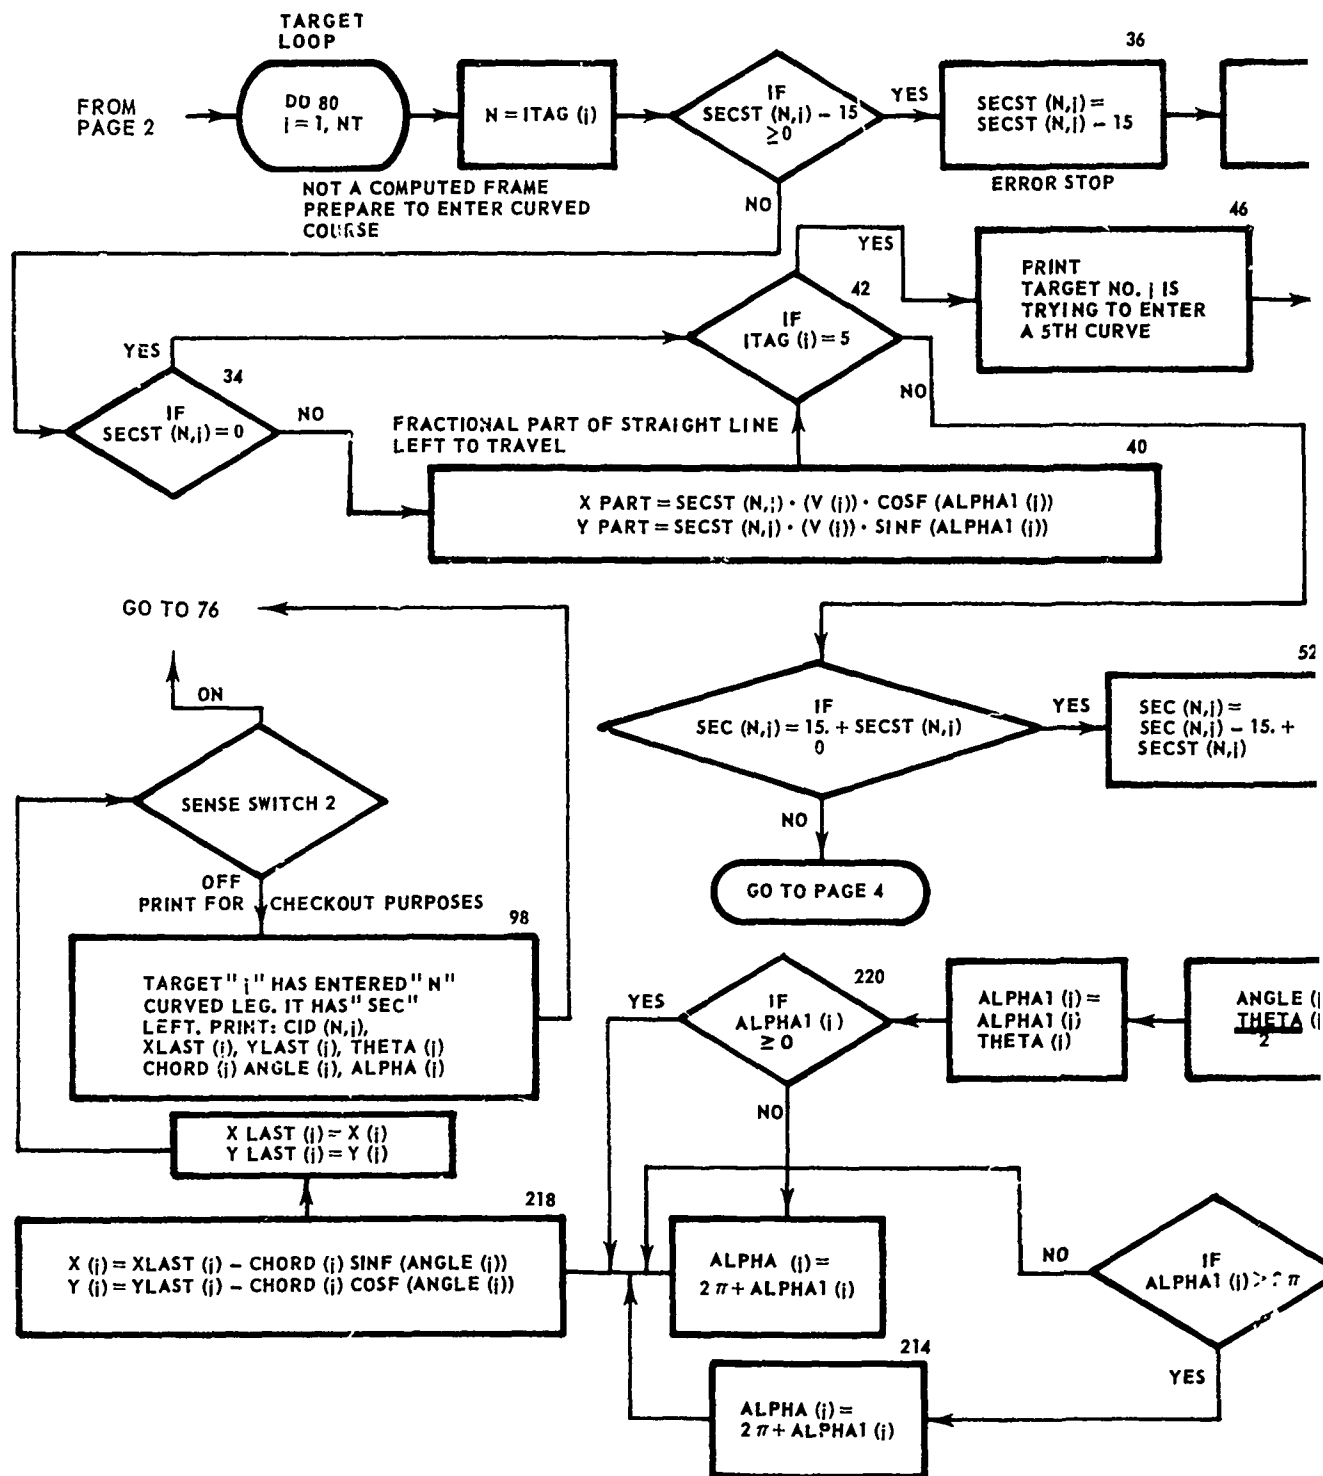 TARGET
LOOP
FROM
PAGE 2
DO 80
j = 1, NT
N = ITAG (j)
IF
SECST (N,j) – 15
≥0
YES
NO
36
SECST (N,j) =
SECST (N,j) – 15
ERROR STOP
NOT A COMPUTED FRAME
PREPARE TO ENTER CURVED
COURSE
46
PRINT
TARGET NO. j IS
TRYING TO ENTER
A 5TH CURVE
YES
42
IF
ITAG (j) = 5
NO
YES
34
IF
SECST (N,j) = 0
NO
FRACTIONAL PART OF STRAIGHT LINE
LEFT TO TRAVEL
40
X PART = SECST (N,j) · (V (j)) · COSF (ALPHA1 (j))
Y PART = SECST (N,j) · (V (j)) · SINF (ALPHA1 (j))
GO TO 76
ON
SENSE SWITCH 2
OFF
PRINT FOR CHECKOUT PURPOSES
IF
SEC (N,j) = 15. + SECST (N,j)
0
YES
NO
52
SEC (N,j) =
SEC (N,j) – 15. +
SECST (N,j)
GO TO PAGE 4
98
TARGET "j" HAS ENTERED "N"
CURVED LEG. IT HAS "SEC"
LEFT. PRINT: CID (N,j),
XLAST (j), YLAST (j), THETA (j)
CHORD (j) ANGLE (j), ALPHA (j)
X LAST (j) = X (j)
Y LAST (j) = Y (j)
218
X (j) = XLAST (j) – CHORD (j) SINF (ANGLE (j))
Y (j) = YLAST (j) – CHORD (j) COSF (ANGLE (j))
220
YES
IF
ALPHA1 (j)
≥ 0
NO
ALPHA1 (j) =
ALPHA1 (j)
THETA (j)
ANGLE (j
THETA (j
2
ALPHA (j) =
2 π + ALPHA1 (j)
NO
IF
ALPHA1 (j) > 2 π
YES
214
ALPHA (j) =
2 π + ALPHA1 (j)